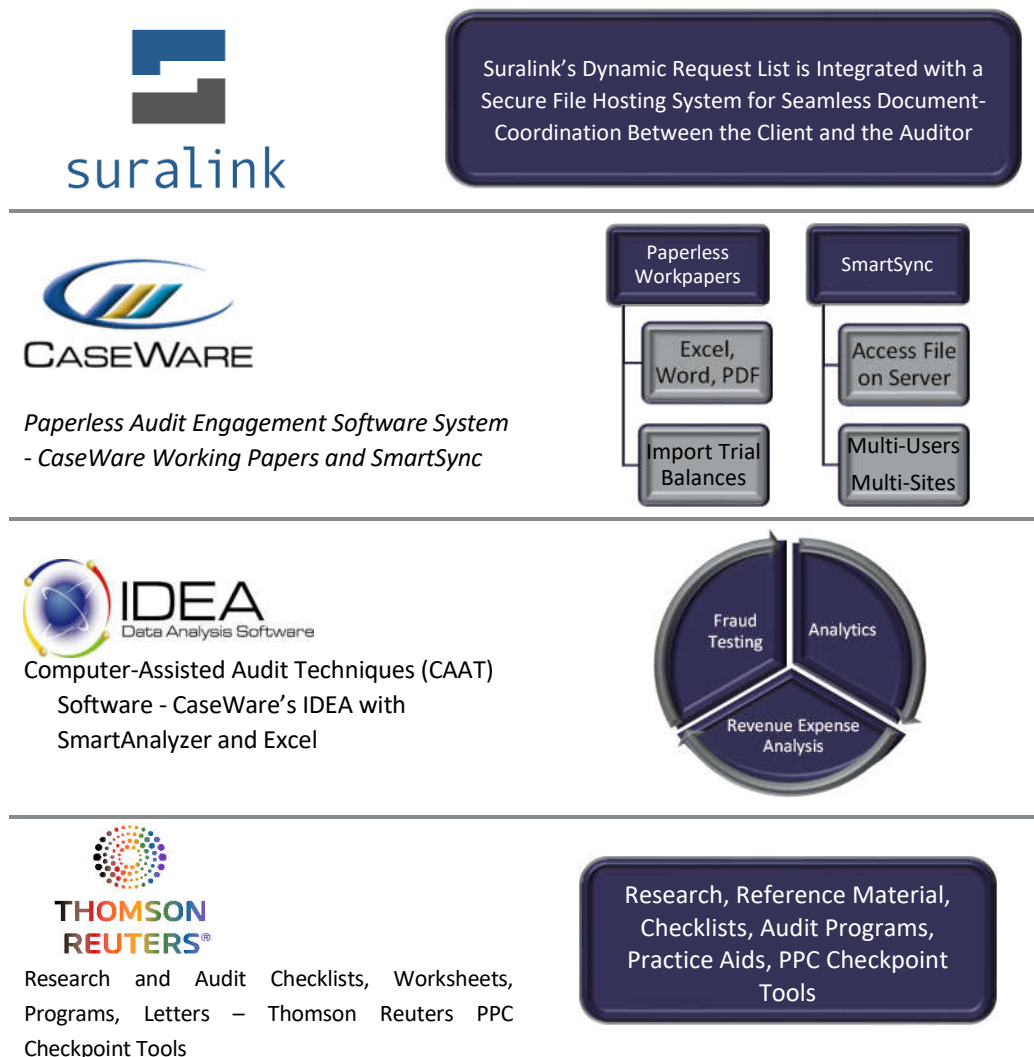 suralink
Suralink’s Dynamic Request List is Integrated with a
Secure File Hosting System for Seamless Document-
Coordination Between the Client and the Auditor
CASEWARE
Paperless Audit Engagement Software System
- CaseWare Working Papers and SmartSync
Paperless
Workpapers
Excel,
Word, PDF
Import Trial
Balances
SmartSync
Access File
on Server
Multi-Users
Multi-Sites
IDEA
Data Analysis Software
Computer-Assisted Audit Techniques (CAAT)
Software - CaseWare’s IDEA with
SmartAnalyzer and Excel
Fraud
Testing
Analytics
Revenue Expense
Analysis
THOMSON
REUTERS®
Research and Audit Checklists, Worksheets,
Programs, Letters – Thomson Reuters PPC
Checkpoint Tools
Research, Reference Material,
Checklists, Audit Programs,
Practice Aids, PPC Checkpoint
Tools